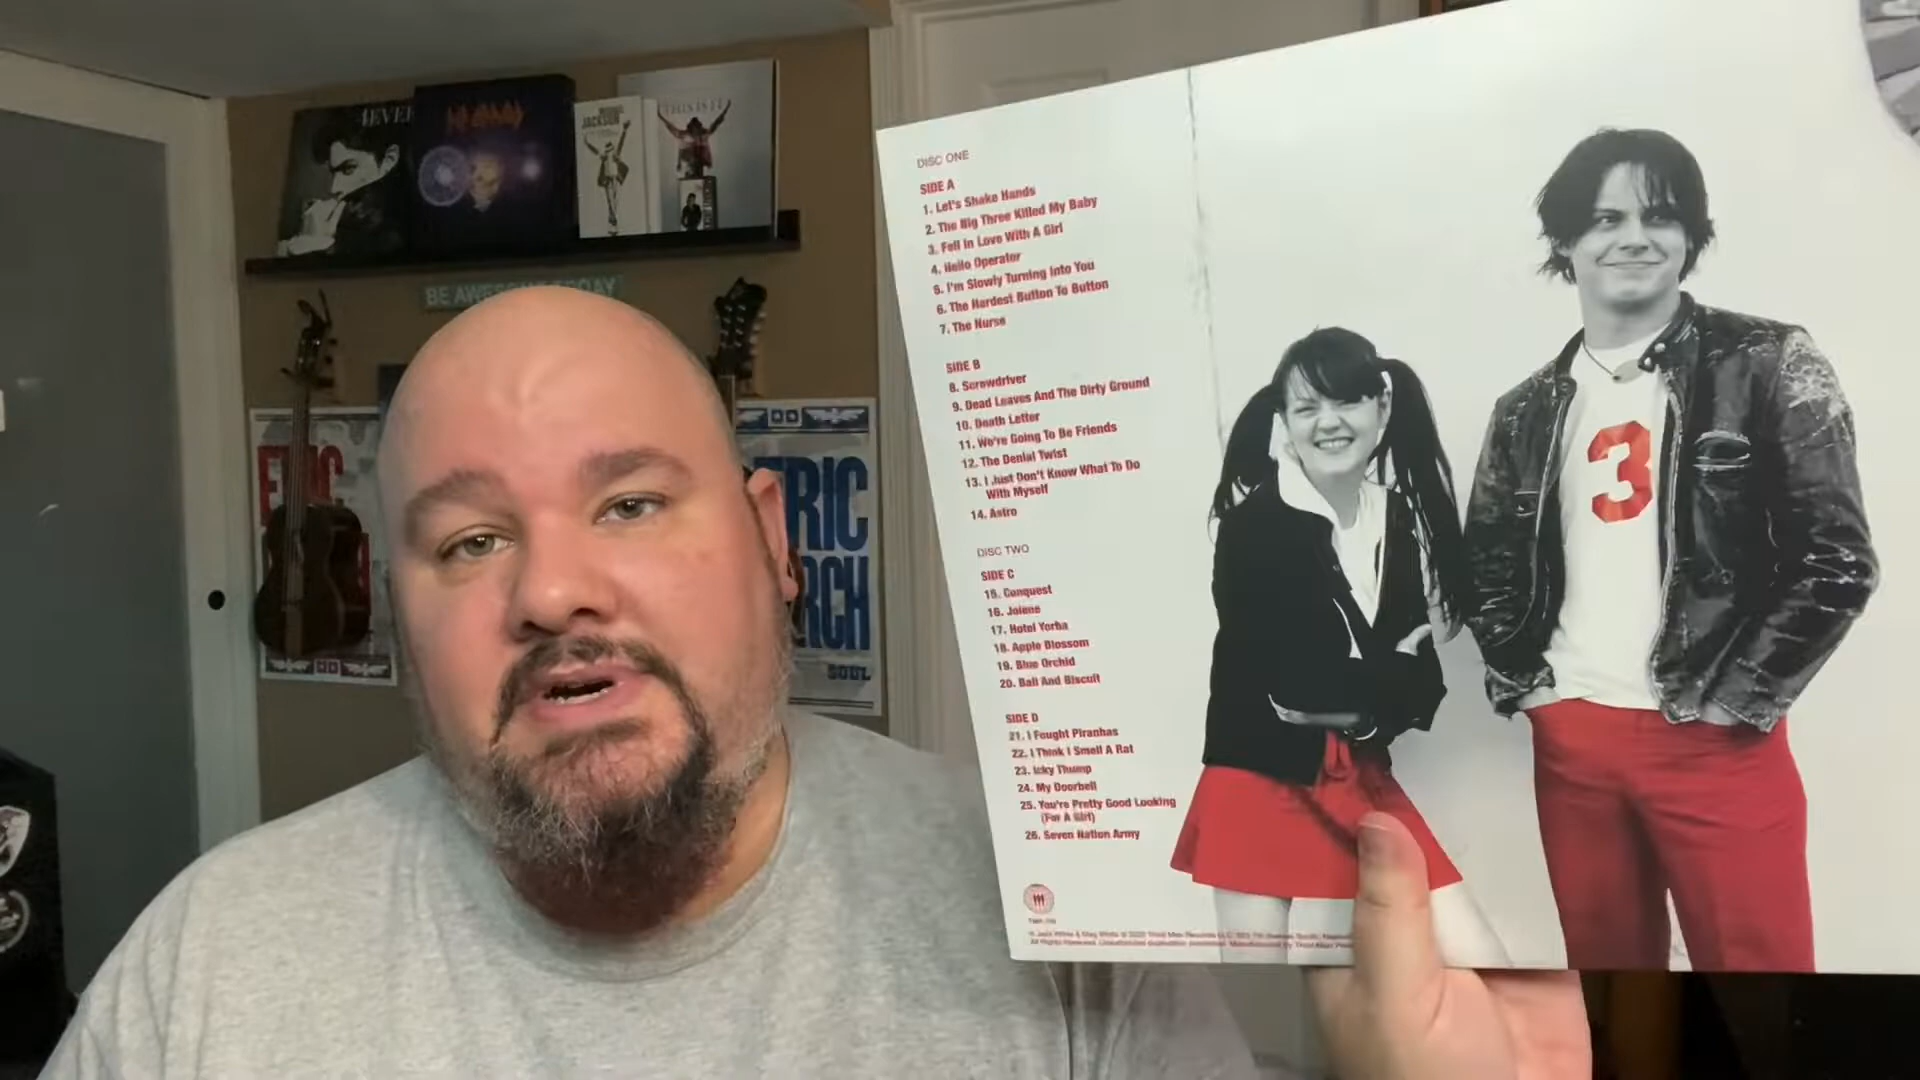 4EVER
DEF LEPPARD
MICHAEL
JACKSON
THIS IS IT
BE AWESOME TODAY
ERIC
ERIC
CHURCH
SOUL
DISC ONE
SIDE A
1. Let's Shake Hands
2. The Big Three Killed My Baby
3. Fell In Love With A Girl
4. Hello Operator
5. I'm Slowly Turning Into You
6. The Hardest Button To Button
7. The Nurse
SIDE B
8. Screwdriver
9. Dead Leaves And The Dirty Ground
10. Death Letter
11. We're Going To Be Friends
12. The Denial Twist
13. I Just Don't Know What To Do
With Myself
14. Astro
DISC TWO
SIDE C
15. Conquest
16. Jolene
17. Hotel Yorba
18. Apple Blossom
19. Blue Orchid
20. Ball And Biscuit
SIDE D
21. I Fought Piranhas
22. I Think I Smell A Rat
23. Icky Thump
24. My Doorbell
25. You're Pretty Good Looking
(For A Girl)
26. Seven Nation Army
3